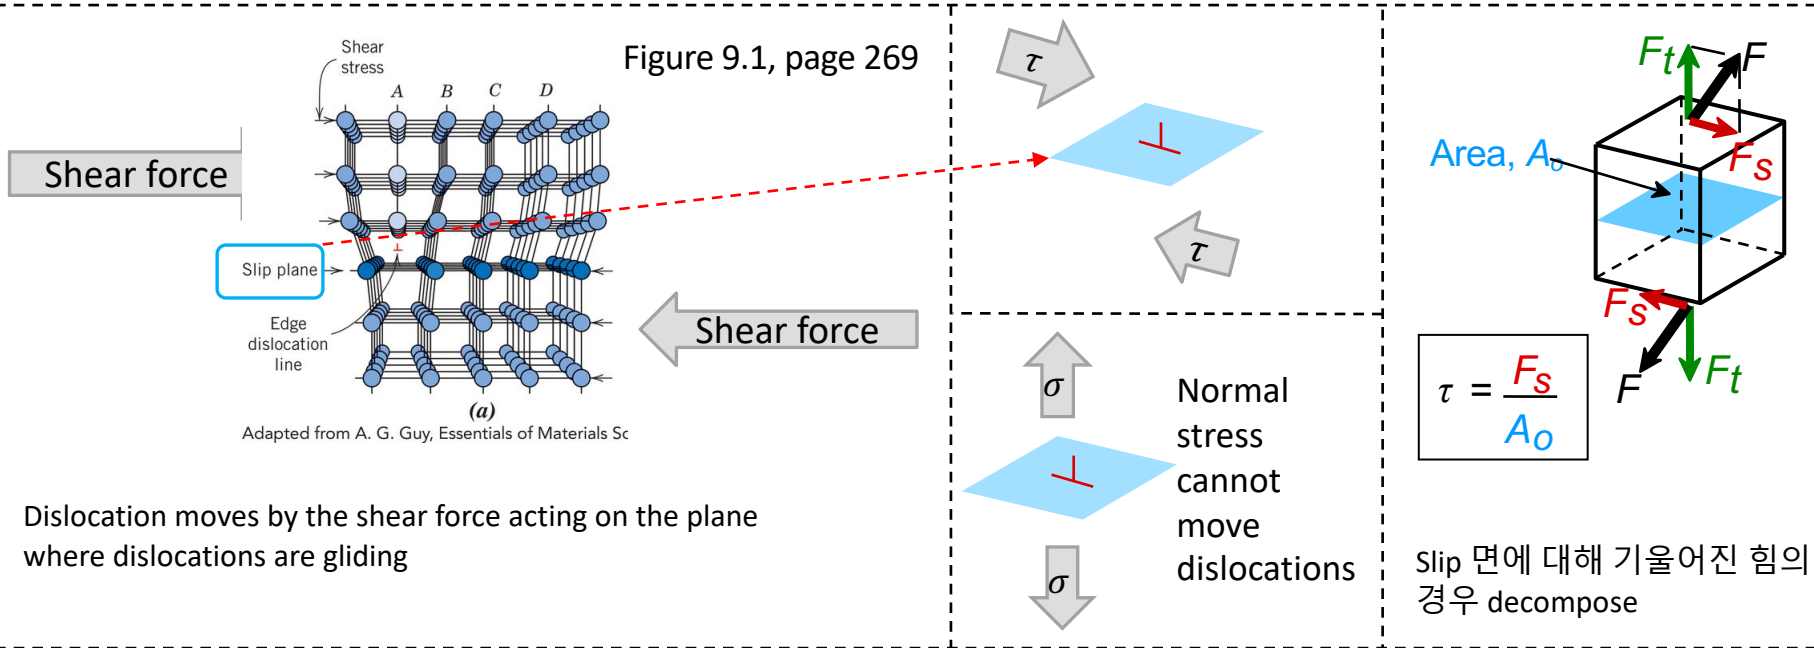 Figure 9.1, page 269
Shear
stress
A B C D
Shear force
Slip plane
Edge
dislocation
line
Shear force
(a)
Adapted from A. G. Guy, Essentials of Materials Sc
Dislocation moves by the shear force acting on the plane
where dislocations are gliding
τ
⊥
τ
σ
⊥
σ
Normal
stress
cannot
move
dislocations
Ft F
Area, Ao
Fs
Fs
F
Ft
τ = Fs
Ao
Slip 면에 대해 기울어진 힘의
경우 decompose